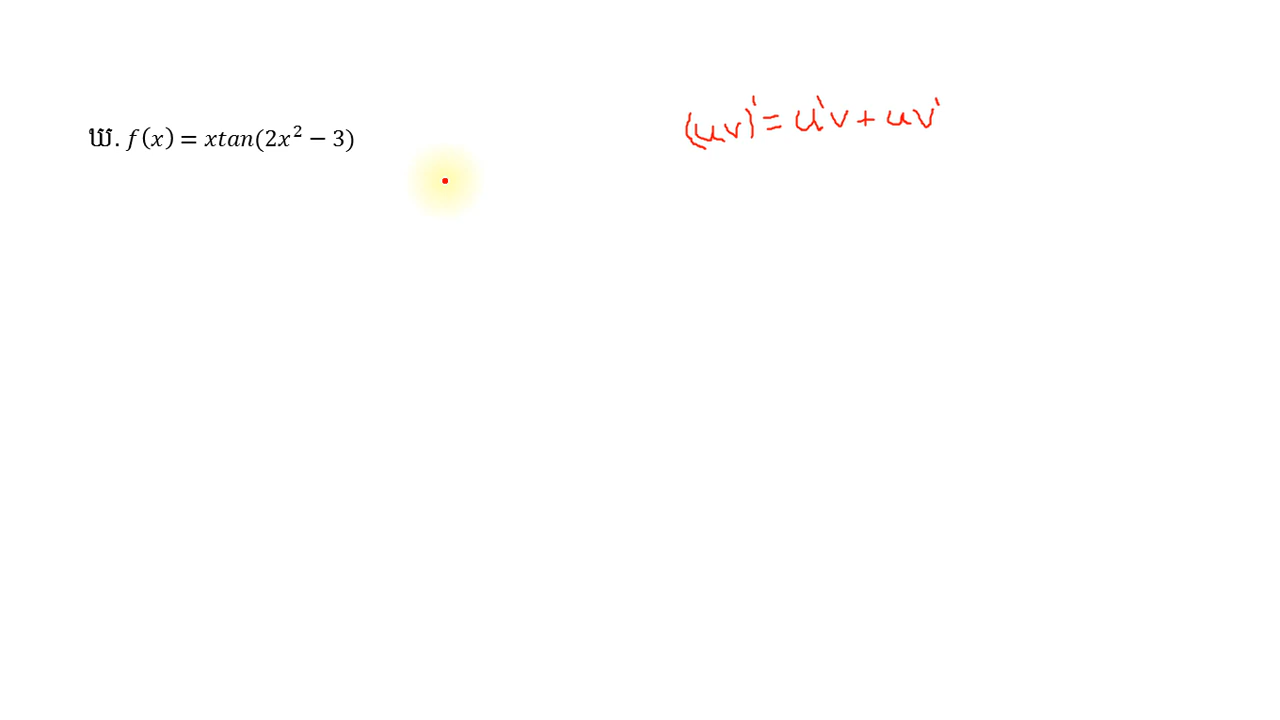 ឃ. f(x) = xtan(2x² − 3)
(uv)' = u'v + uv'